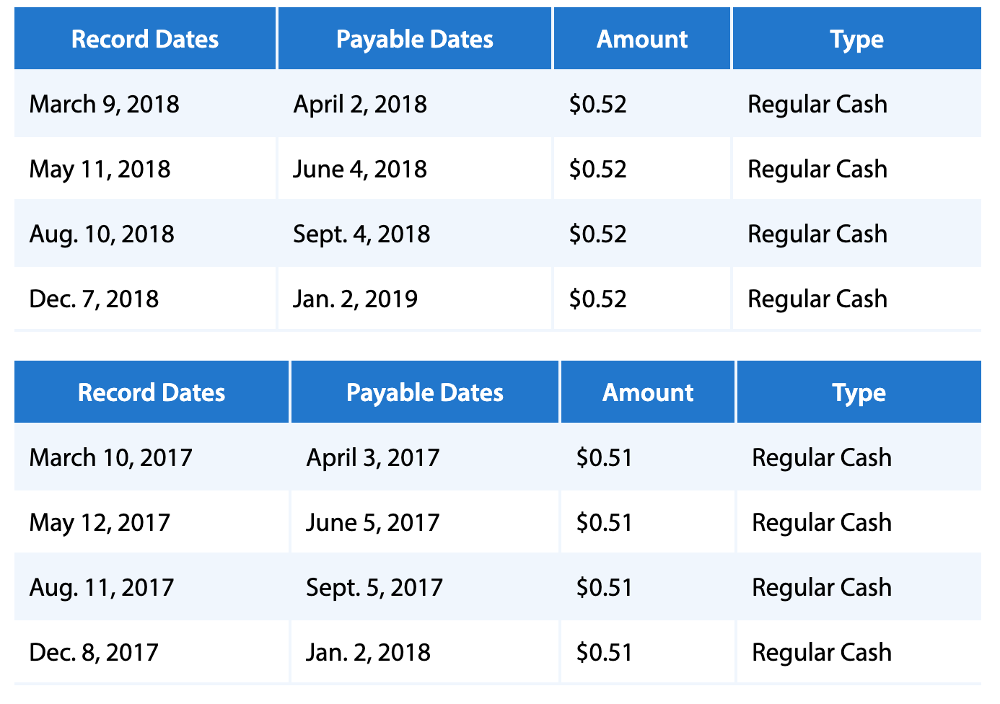 Record Dates Payable Dates Amount Type
March 9, 2018 April 2, 2018 $0.52 Regular Cash
May 11, 2018 June 4, 2018 $0.52 Regular Cash
Aug. 10, 2018 Sept. 4, 2018 $0.52 Regular Cash
Dec. 7, 2018 Jan. 2, 2019 $0.52 Regular Cash
Record Dates Payable Dates Amount Type
March 10, 2017 April 3, 2017 $0.51 Regular Cash
May 12, 2017 June 5, 2017 $0.51 Regular Cash
Aug. 11, 2017 Sept. 5, 2017 $0.51 Regular Cash
Dec. 8, 2017 Jan. 2, 2018 $0.51 Regular Cash